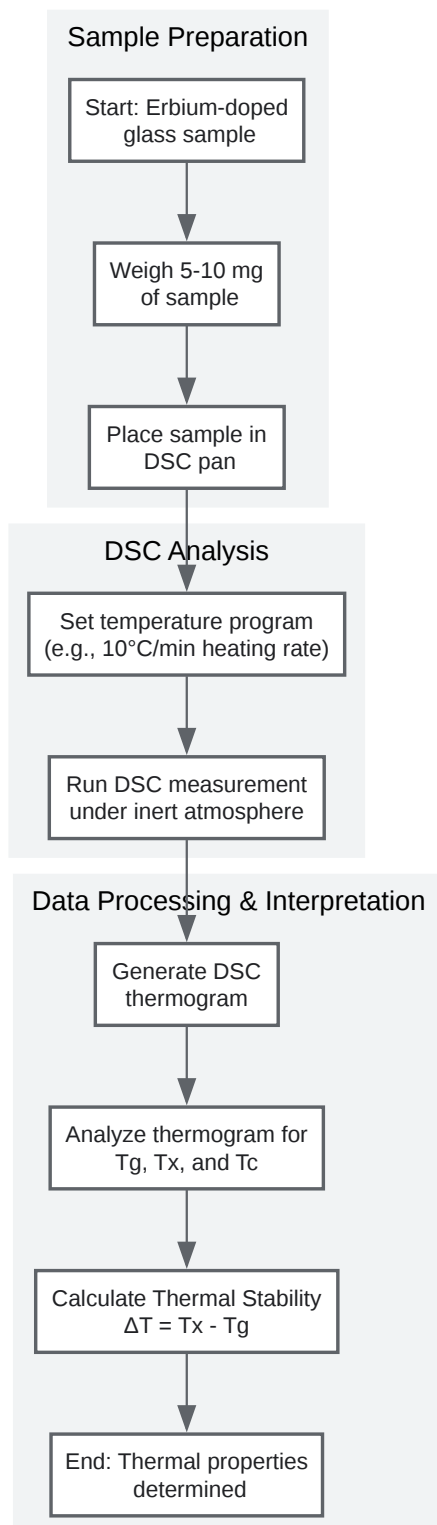 Sample Preparation
Start: Erbium-doped
glass sample
Weigh 5-10 mg
of sample
Place sample in
DSC pan
DSC Analysis
Set temperature program
(e.g., 10°C/min heating rate)
Run DSC measurement
under inert atmosphere
Data Processing & Interpretation
Generate DSC
thermogram
Analyze thermogram for
Tg, Tx, and Tc
Calculate Thermal Stability
ΔT = Tx - Tg
End: Thermal properties
determined